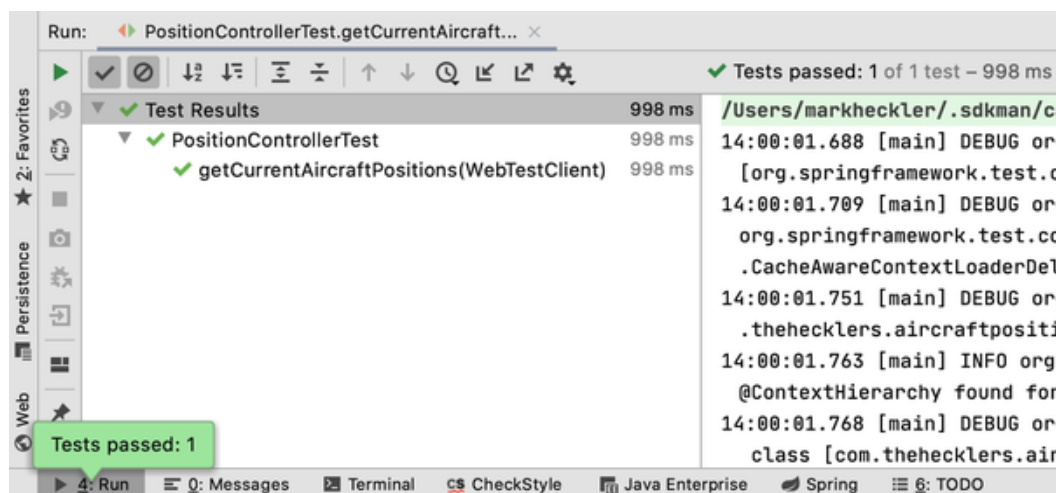 Run: PositionControllerTest.getCurrentAircraft...
Tests passed: 1 of 1 test – 998 ms
2: Favorites
Persistence
Web
Test Results 998 ms
PositionControllerTest 998 ms
getCurrentAircraftPositions(WebTestClient) 998 ms
/Users/markheckler/.sdkman/c
14:00:01.688 [main] DEBUG or
[org.springframework.test.c
14:00:01.709 [main] DEBUG or
org.springframework.test.co
.CacheAwareContextLoaderDel
14:00:01.751 [main] DEBUG or
.thehecklers.aircraftpositi
14:00:01.763 [main] INFO org
@ContextHierarchy found for
14:00:01.768 [main] DEBUG or
class [com.thehecklers.air
Tests passed: 1
4: Run 0: Messages Terminal CS CheckStyle Java Enterprise Spring 6: TODO